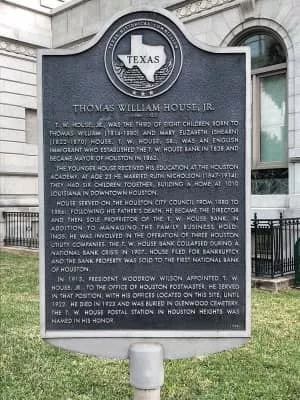 TEXAS HISTORICAL COMMISSION
TEXAS
THOMAS WILLIAM HOUSE, JR.
T. W. HOUSE, JR., WAS THE THIRD OF EIGHT CHILDREN BORN TO
THOMAS WILLIAM (1814-1880) AND MARY ELIZABETH (SHEARN)
(1822-1870) HOUSE. T. W. HOUSE, SR., WAS AN ENGLISH
IMMIGRANT WHO ESTABLISHED THE T. W. HOUSE BANK IN 1838 AND
BECAME MAYOR OF HOUSTON IN 1862.
THE YOUNGER HOUSE RECEIVED HIS EDUCATION AT THE HOUSTON
ACADEMY. AT AGE 23 HE MARRIED RUTH NICHOLSON (1847-1914).
THEY HAD SIX CHILDREN TOGETHER, BUILDING A HOME AT 1010
LOUISIANA IN DOWNTOWN HOUSTON.
HOUSE SERVED ON THE HOUSTON CITY COUNCIL FROM 1880 TO
1886. FOLLOWING HIS FATHER'S DEATH, HE BECAME THE DIRECTOR
AND THEN SOLE PROPRIETOR OF THE T. W. HOUSE BANK. IN
ADDITION TO MANAGING THE FAMILY BUSINESS HOLD-
INGS, HE WAS INVOLVED IN THE OPERATION OF THREE HOUSTON
UTILITY COMPANIES. THE T. W. HOUSE BANK COLLAPSED DURING A
NATIONAL BANK CRISIS IN 1907. HOUSE FILED FOR BANKRUPTCY
AND THE BANK PROPERTY WAS SOLD TO THE FIRST NATIONAL BANK
OF HOUSTON.
IN 1913, PRESIDENT WOODROW WILSON APPOINTED T. W.
HOUSE, JR., TO THE OFFICE OF HOUSTON POSTMASTER. HE SERVED
IN THAT POSITION, WITH HIS OFFICES LOCATED ON THIS SITE, UNTIL
1922. HE DIED IN 1923 AND WAS BURIED IN GLENWOOD CEMETERY.
THE T. W. HOUSE POSTAL STATION IN HOUSTON HEIGHTS WAS
NAMED IN HIS HONOR.